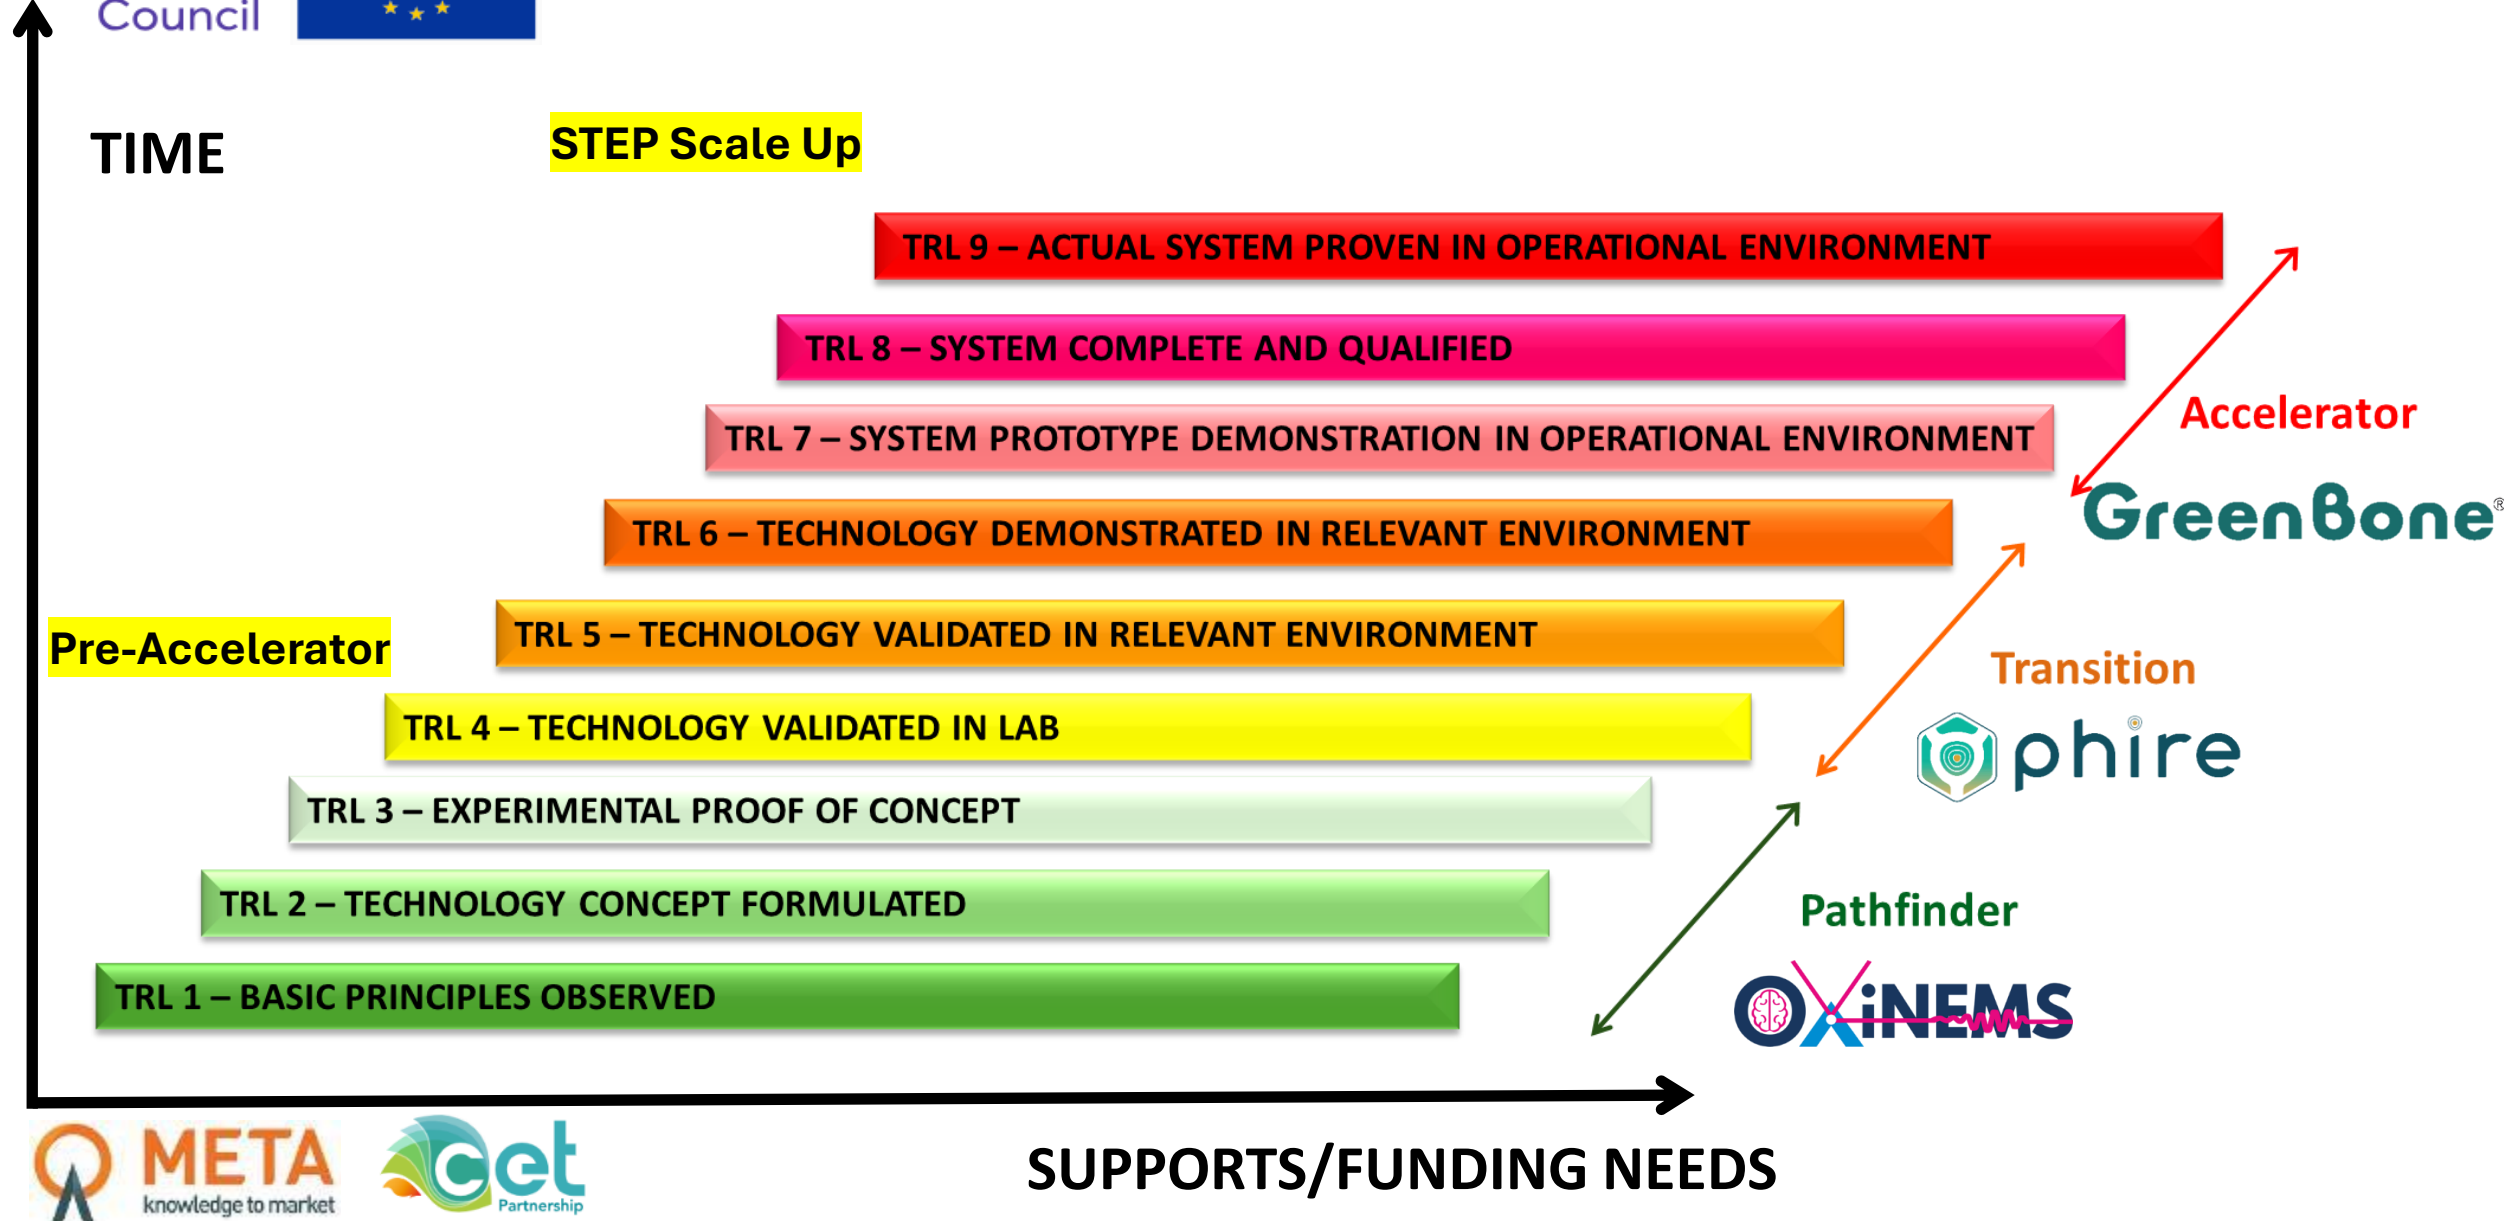 Council
TIME
STEP Scale Up
TRL 9 – ACTUAL SYSTEM PROVEN IN OPERATIONAL ENVIRONMENT
TRL 8 – SYSTEM COMPLETE AND QUALIFIED
Accelerator
TRL 7 – SYSTEM PROTOTYPE DEMONSTRATION IN OPERATIONAL ENVIRONMENT
GreenBone®
TRL 6 – TECHNOLOGY DEMONSTRATED IN RELEVANT ENVIRONMENT
TRL 5 – TECHNOLOGY VALIDATED IN RELEVANT ENVIRONMENT
Pre-Accelerator
Transition
TRL 4 – TECHNOLOGY VALIDATED IN LAB
phire
TRL 3 – EXPERIMENTAL PROOF OF CONCEPT
TRL 2 – TECHNOLOGY CONCEPT FORMULATED
Pathfinder
TRL 1 – BASIC PRINCIPLES OBSERVED
OXiNEMS
META
knowledge to market
cet
Partnership
SUPPORTS/FUNDING NEEDS